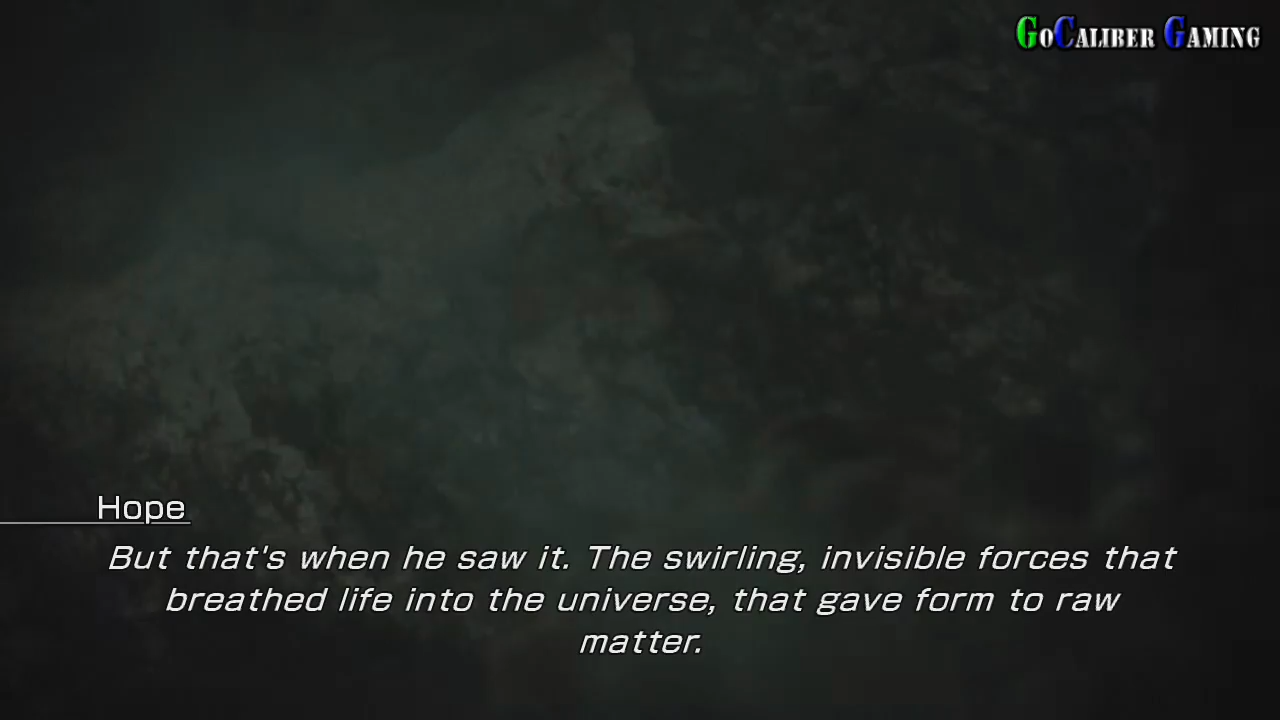 GoCaliber Gaming
Hope
But that's when he saw it. The swirling, invisible forces that
breathed life into the universe, that gave form to raw
matter.